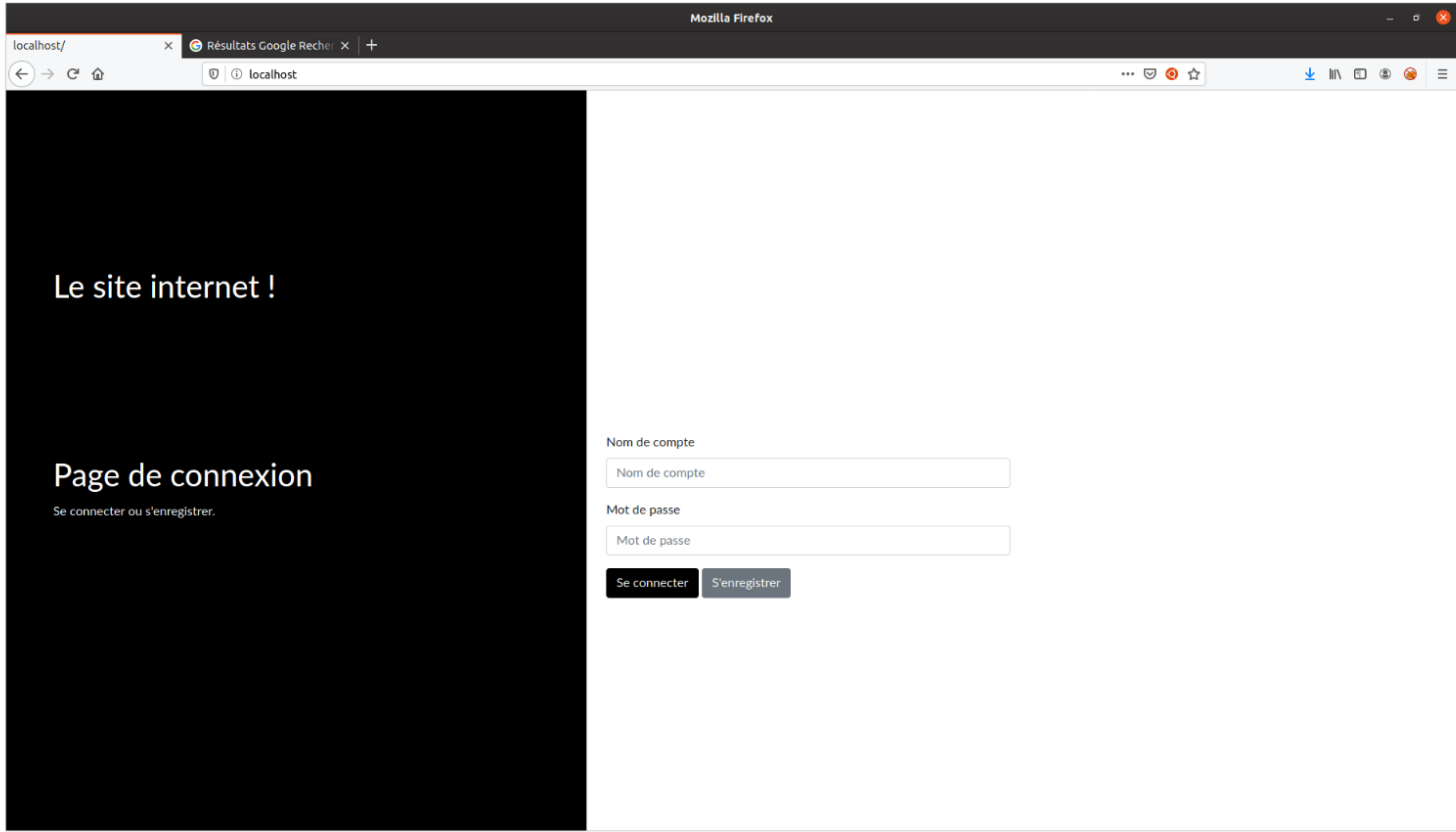 Mozilla Firefox
localhost/
Résultats Google Recher
localhost
Le site internet !
Page de connexion
Se connecter ou s'enregistrer.
Nom de compte
Nom de compte
Mot de passe
Mot de passe
Se connecter S'enregistrer